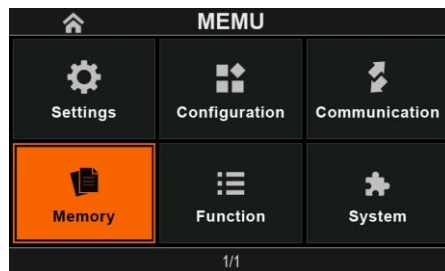 MEMU
Settings
Configuration
Communication
Memory
Function
System
1/1